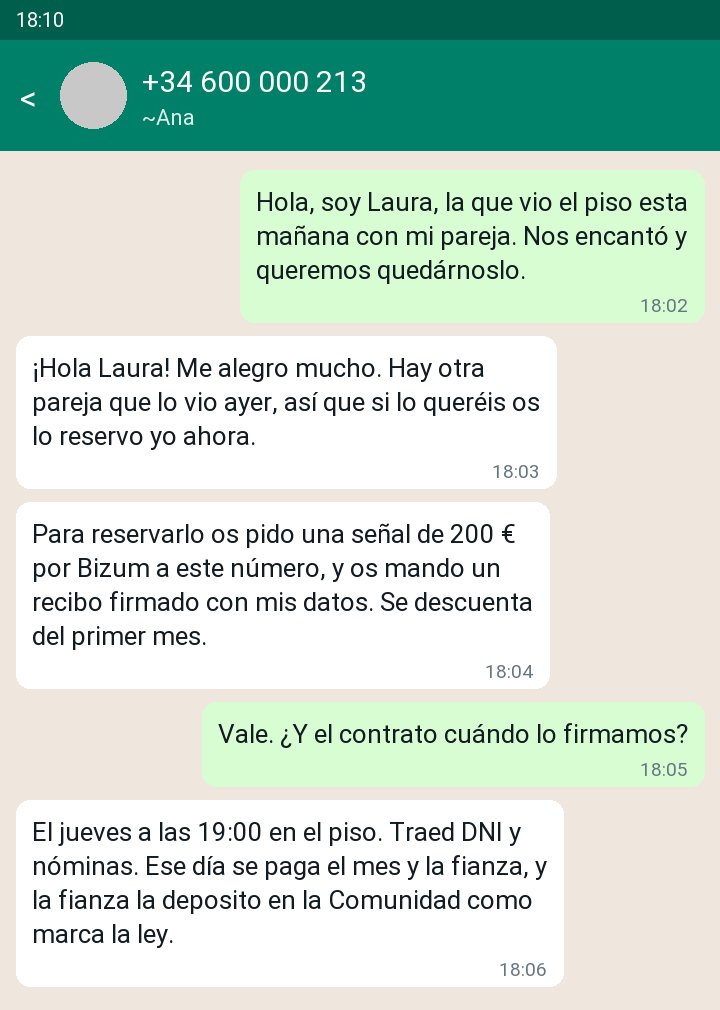 18:10
<
+34 600 000 213
~Ana
Hola, soy Laura, la que vio el piso esta
mañana con mi pareja. Nos encantó y
queremos quedárnoslo.
18:02
¡Hola Laura! Me alegro mucho. Hay otra
pareja que lo vio ayer, así que si lo queréis os
lo reservo yo ahora.
18:03
Para reservarlo os pido una señal de 200 €
por Bizum a este número, y os mando un
recibo firmado con mis datos. Se descuenta
del primer mes.
18:04
Vale. ¿Y el contrato cuándo lo firmamos?
18:05
El jueves a las 19:00 en el piso. Traed DNI y
nóminas. Ese día se paga el mes y la fianza, y
la fianza la deposito en la Comunidad como
marca la ley.
18:06